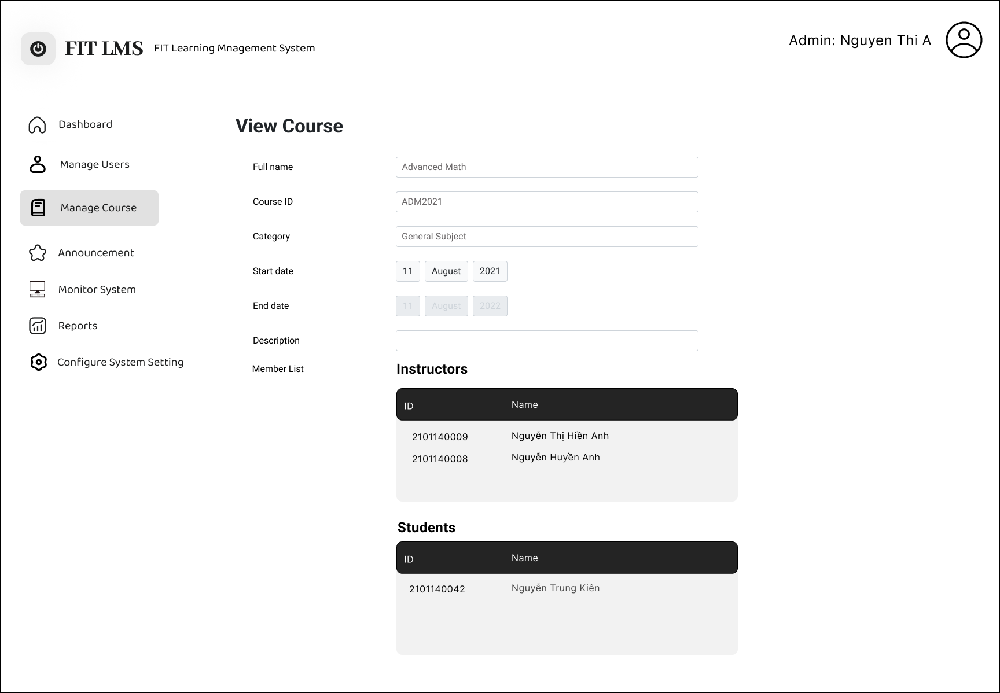 FIT LMS FIT Learning Mnagement System
Admin: Nguyen Thi A
Dashboard
Manage Users
Manage Course
Announcement
Monitor System
Reports
Configure System Setting
View Course
Full name Advanced Math
Course ID ADM2021
Category General Subject
Start date 11 August 2021
End date 11 August 2022
Description
Member List
Instructors
ID Name
2101140009 Nguyễn Thị Hiền Anh
2101140008 Nguyễn Huyền Anh
Students
ID Name
2101140042 Nguyễn Trung Kiên